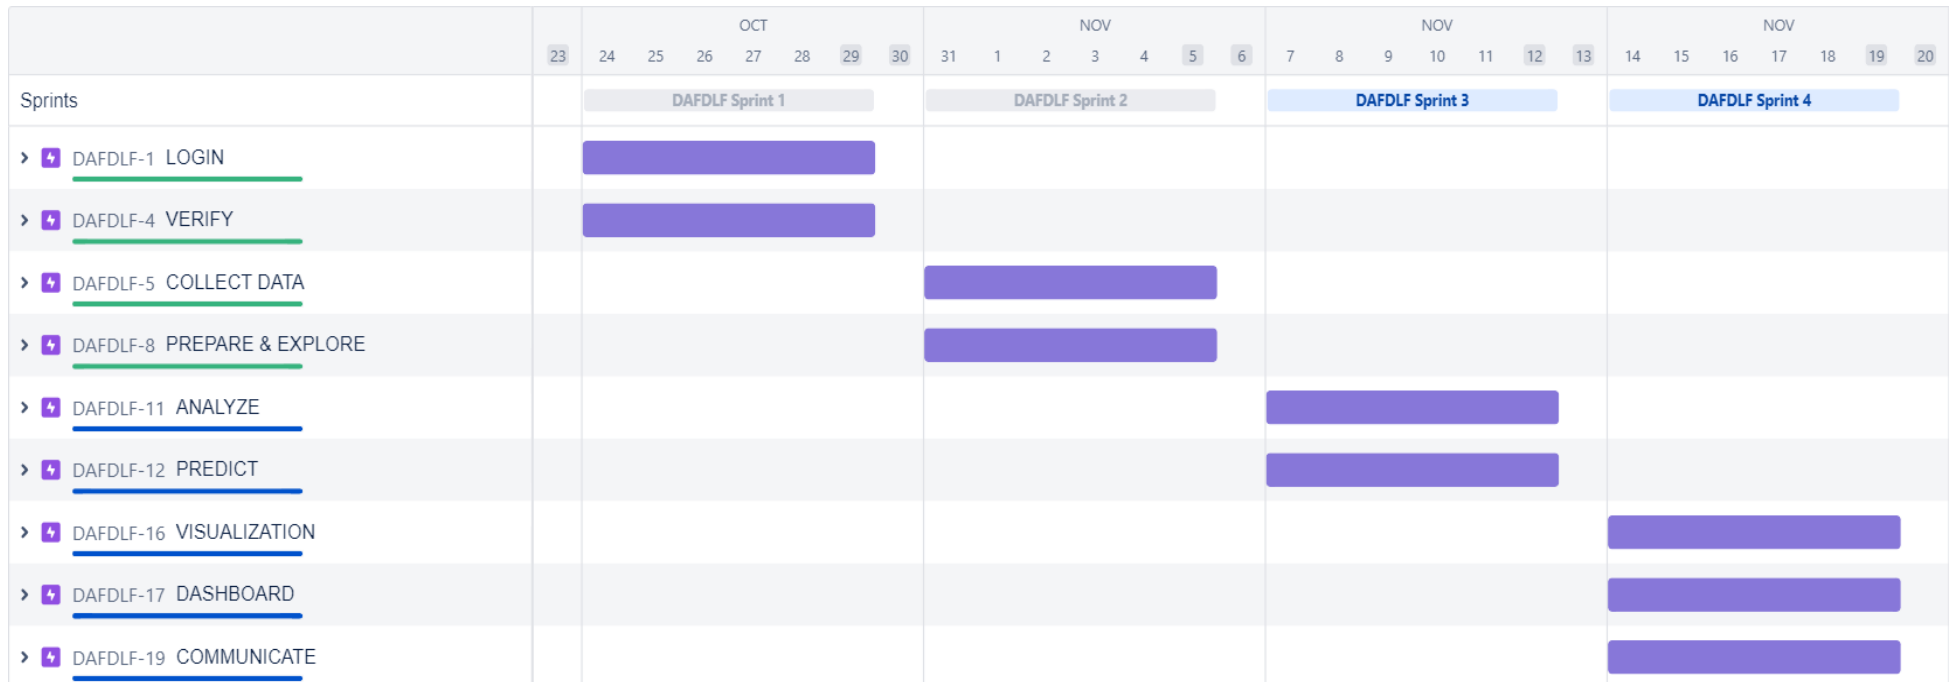 OCT NOV NOV NOV
23 24 25 26 27 28 29 30 31 1 2 3 4 5 6 7 8 9 10 11 12 13 14 15 16 17 18 19 20
Sprints DAFDLF Sprint 1 DAFDLF Sprint 2 DAFDLF Sprint 3 DAFDLF Sprint 4
DAFDLF-1 LOGIN
DAFDLF-4 VERIFY
DAFDLF-5 COLLECT DATA
DAFDLF-8 PREPARE & EXPLORE
DAFDLF-11 ANALYZE
DAFDLF-12 PREDICT
DAFDLF-16 VISUALIZATION
DAFDLF-17 DASHBOARD
DAFDLF-19 COMMUNICATE